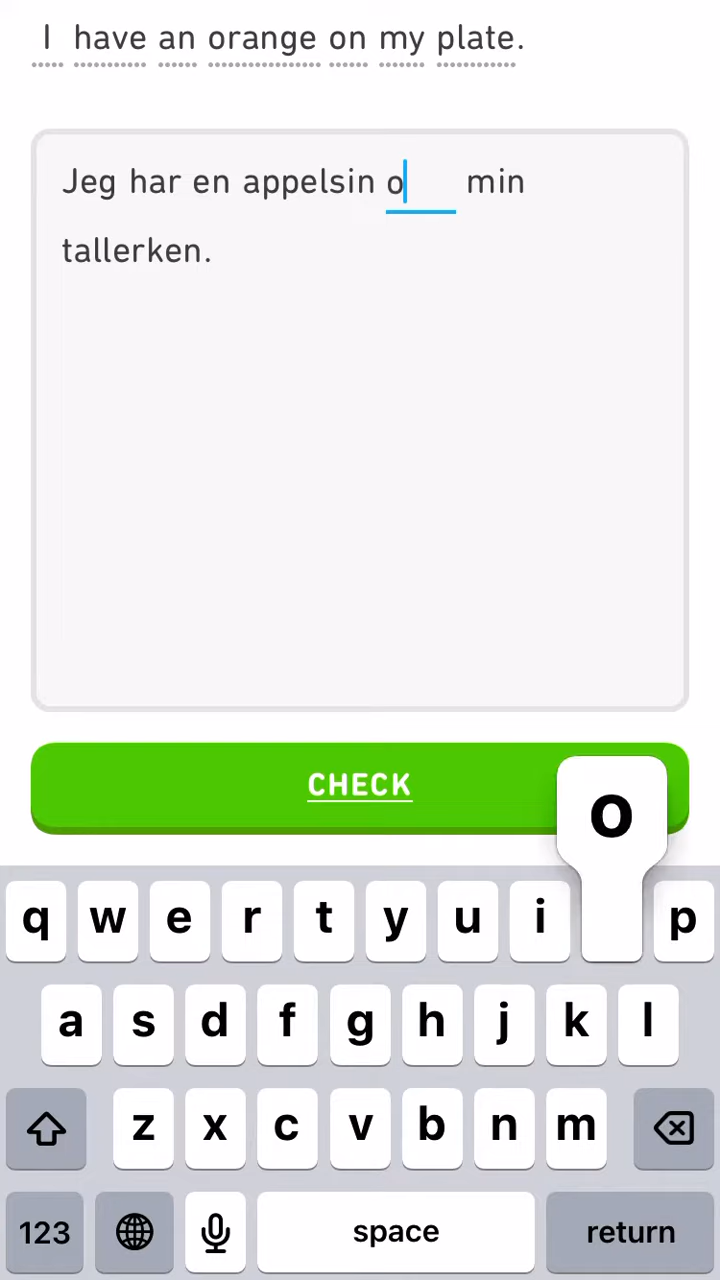 I have an orange on my plate.
Jeg har en appelsin o min
tallerken.
CHECK
o
q w e r t y u i p
a s d f g h j k l
z x c v b n m
123 space return